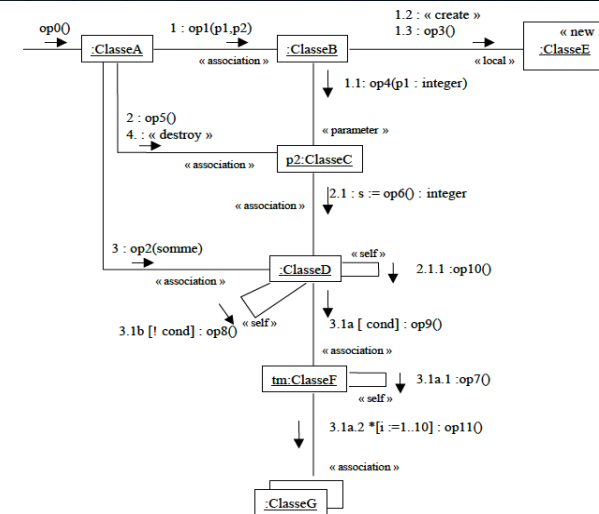 op0()
:ClasseA
1 : op1(p1,p2)
« association »
:ClasseB
1.2 : « create »
1.3 : op3()
« local »
« new
:ClasseE
1.1: op4(p1 : integer)
« parameter »
2 : op5()
4. : « destroy »
« association »
p2:ClasseC
2.1 : s := op6() : integer
« association »
3 : op2(somme)
« association »
:ClasseD
« self »
2.1.1 :op10()
3.1b [! cond] : op8()
« self »
3.1a [ cond] : op9()
« association »
tm:ClasseF
3.1a.1 :op7()
« self »
3.1a.2 *[i :=1..10] : op11()
« association »
:ClasseG